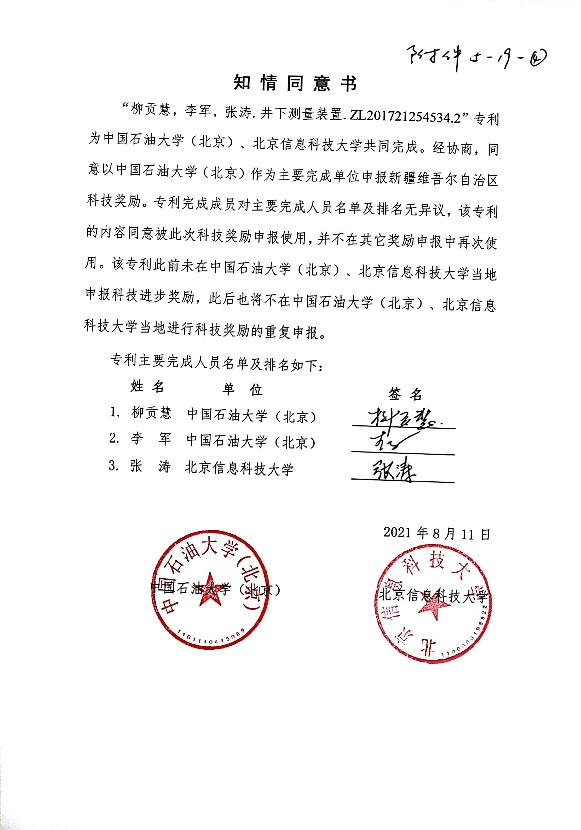 附件5-19-②
知情同意书
“柳贡慧，李军，张涛.井下测量装置.ZL201721254534.2”专利
为中国石油大学（北京）、北京信息科技大学共同完成。经协商，同
意以中国石油大学（北京）作为主要完成单位申报新疆维吾尔自治区
科技奖励。专利完成成员对主要完成人员名单及排名无异议，该专利
的内容同意被此次科技奖励申报使用，并不在其它奖励申报中再次使
用。该专利此前未在中国石油大学（北京）、北京信息科技大学当地
申报科技进步奖励，此后也将不在中国石油大学（北京）、北京信息
科技大学当地进行科技奖励的重复申报。
专利主要完成人员名单及排名如下：
姓 名 单 位 签 名
1. 柳贡慧 中国石油大学（北京） 柳贡慧
2. 李 军 中国石油大学（北京）
3. 张 涛 北京信息科技大学 张涛
2021 年 8 月 11 日
中国石油大学（北京）
中国石油大学（北京）
北京信息科技大学
北京信息科技大学